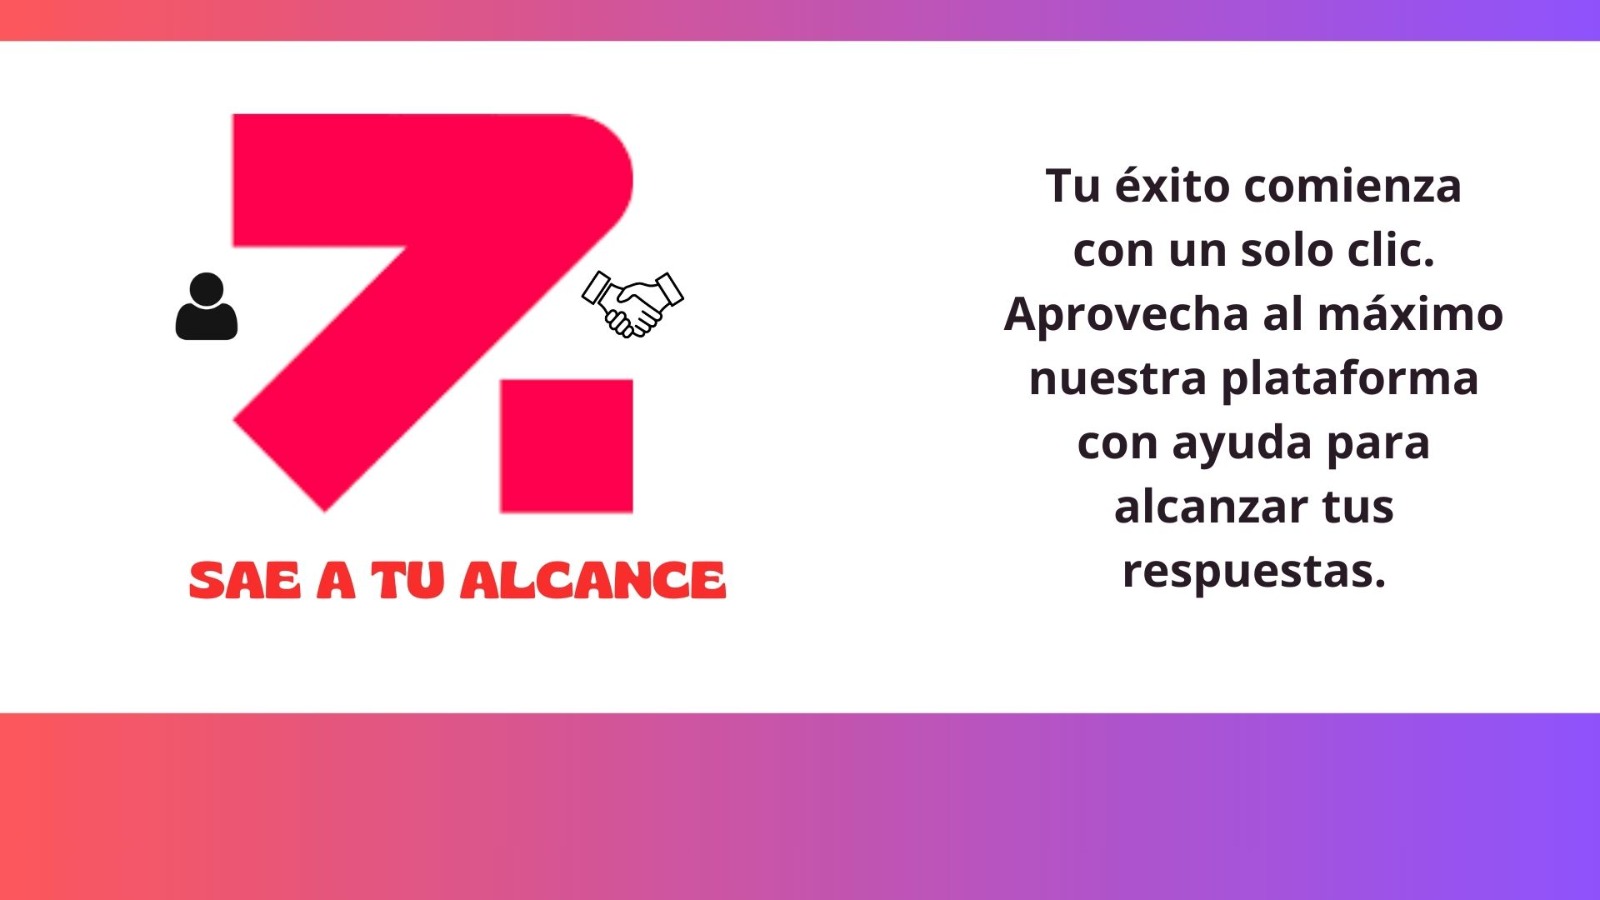 SAE A TU ALCANCE
Tu éxito comienza
con un solo clic.
Aprovecha al máximo
nuestra plataforma
con ayuda para
alcanzar tus
respuestas.